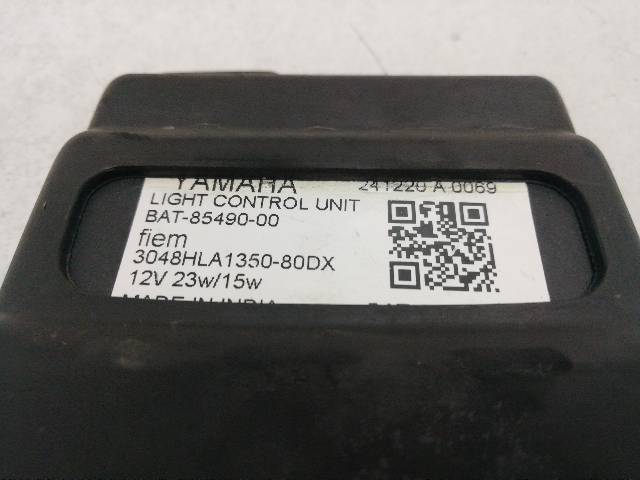 YAMAHA 241220 A 0069
LIGHT CONTROL UNIT
BAT-85490-00
fiem
3048HLA1350-80DX
12V 23w/15w
MADE IN INDIA